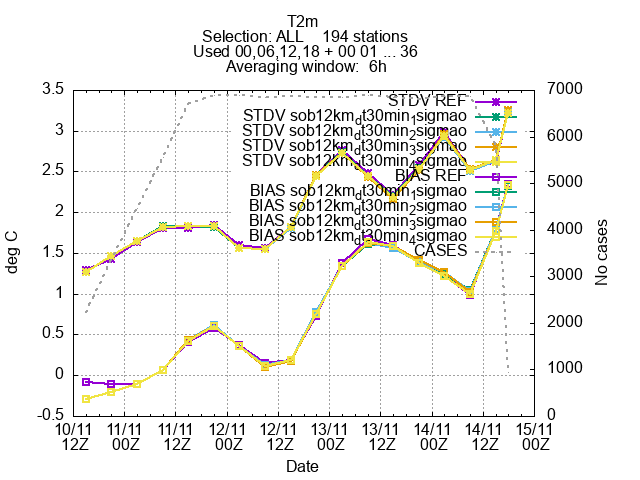 T2m
Selection: ALL 194 stations
Used 00,06,12,18 + 00 01 ... 36
Averaging window: 6h
STDV REF
STDV sob12km_dt30min_1sigmao
STDV sob12km_dt30min_2sigmao
STDV sob12km_dt30min_3sigmao
STDV sob12km_dt30min_4sigmao
BIAS REF
BIAS sob12km_dt30min_1sigmao
BIAS sob12km_dt30min_2sigmao
BIAS sob12km_dt30min_3sigmao
BIAS sob12km_dt30min_4sigmao
CASES
deg C
3.5
3
2.5
2
1.5
1
0.5
0
-0.5
No cases
7000
6000
5000
4000
3000
2000
1000
0
10/11 11/11 11/11 12/11 12/11 13/11 13/11 14/11 14/11 15/11
12Z 00Z 12Z 00Z 12Z 00Z 12Z 00Z 12Z 00Z
Date